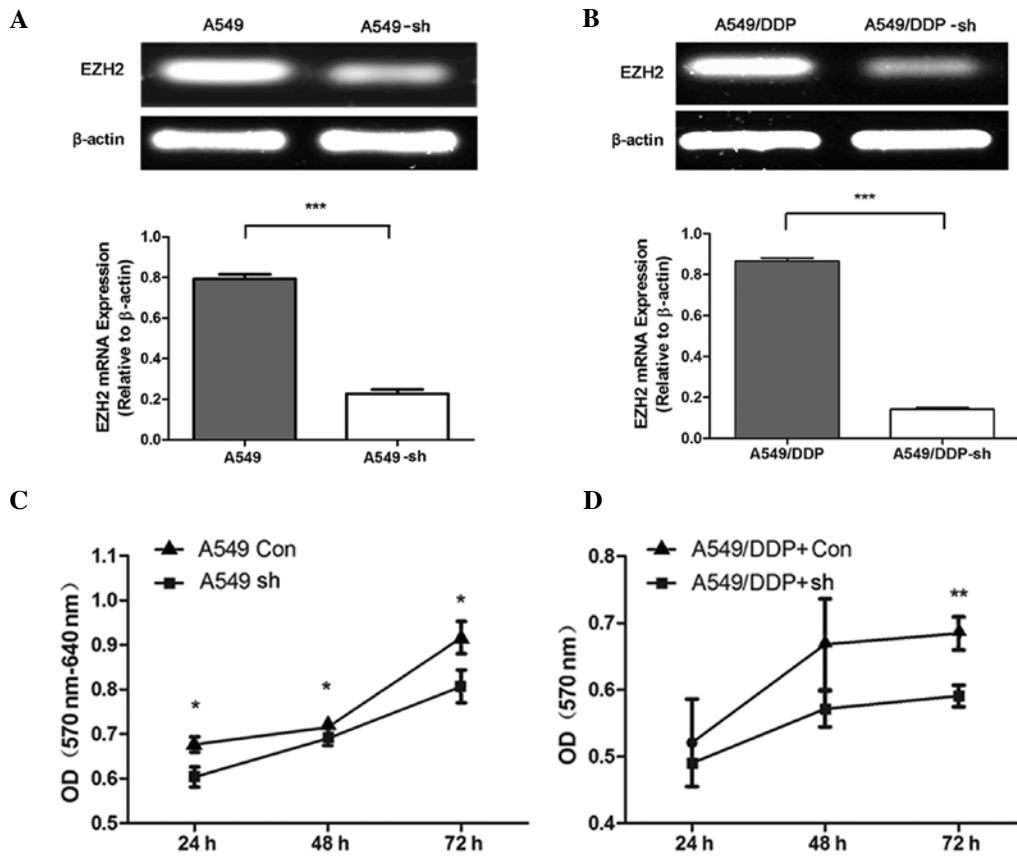 A
A549 A549-sh
EZH2
β-actin
***
EZH2 mRNA Expression
(Relative to β-actin)
1.0
0.8
0.6
0.4
0.2
0.0
A549 A549-sh
B
A549/DDP A549/DDP-sh
EZH2
β-actin
***
EZH2 mRNA Expression
(Relative to β-actin)
1.0
0.8
0.6
0.4
0.2
0.0
A549/DDP A549/DDP-sh
C
A549 Con
A549 sh
OD (570 nm-640 nm)
1.1
1.0
0.9
0.8
0.7
0.6
0.5
* * *
24 h 48 h 72 h
D
A549/DDP+Con
A549/DDP+sh
OD (570 nm)
0.8
0.7
0.6
0.5
0.4
**
24 h 48 h 72 h